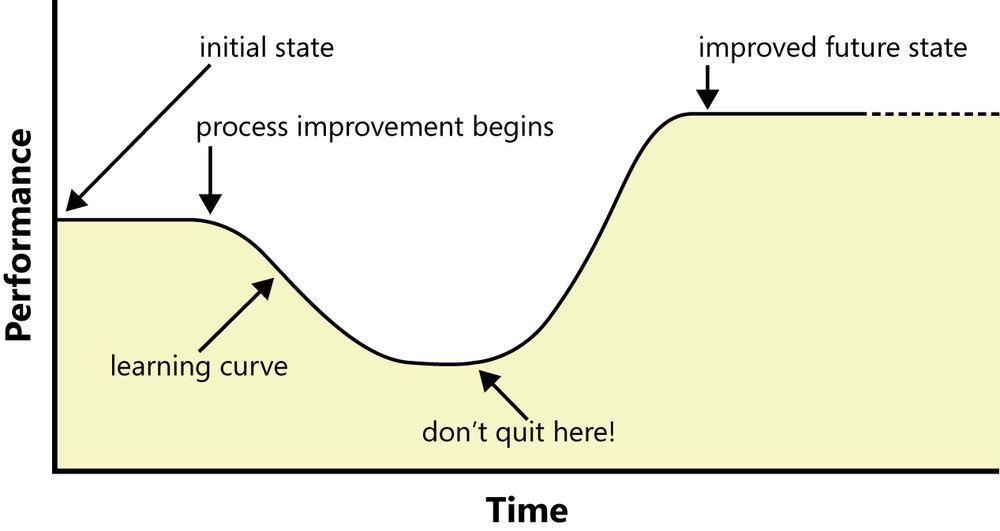 initial state
improved future state
process improvement begins
Performance
learning curve
don’t quit here!
Time